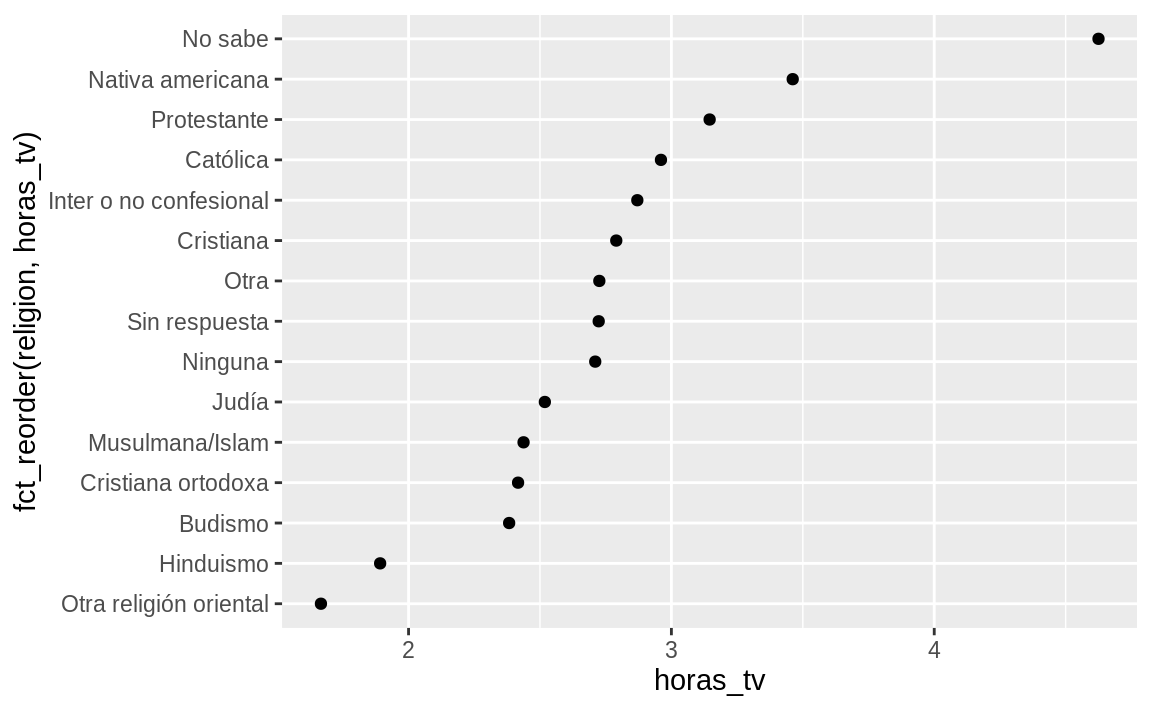 No sabe
Nativa americana
Protestante
Católica
Inter o no confesional
Cristiana
Otra
Sin respuesta
Ninguna
Judía
Musulmana/Islam
Cristiana ortodoxa
Budismo
Hinduismo
Otra religión oriental
fct_reorder(religion, horas_tv)
2 3 4
horas_tv